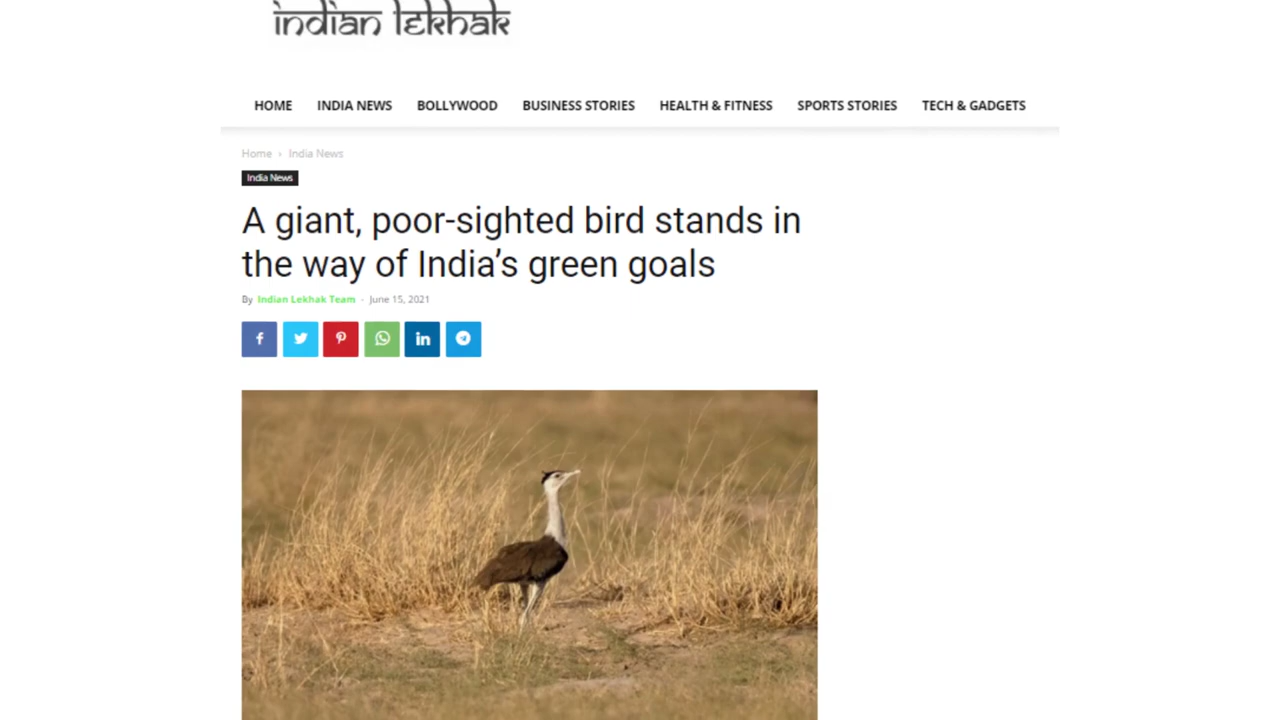 indian lekhak
HOME INDIA NEWS BOLLYWOOD BUSINESS STORIES HEALTH & FITNESS SPORTS STORIES TECH & GADGETS
Home › India News
India News
A giant, poor-sighted bird stands in
the way of India’s green goals
By Indian Lekhak Team - June 15, 2021